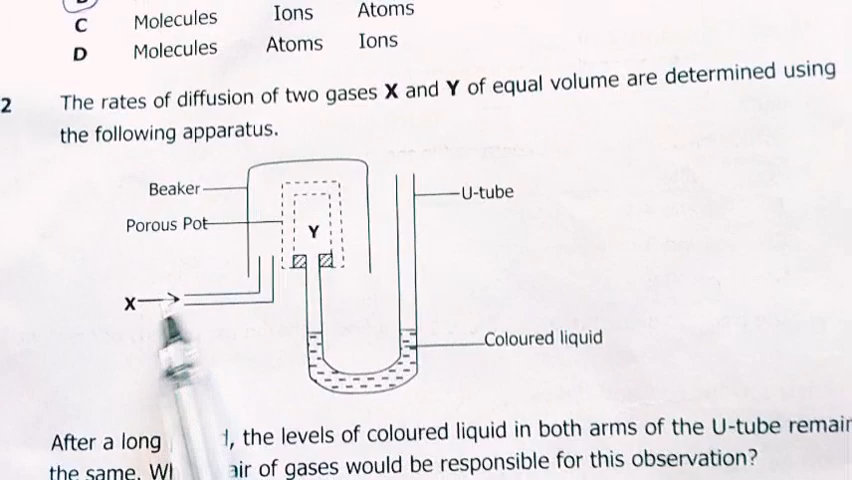 C Molecules Ions Atoms
D Molecules Atoms Ions
2 The rates of diffusion of two gases X and Y of equal volume are determined using
the following apparatus.
Beaker
U-tube
Porous Pot
Y
X
Coloured liquid
After a long the levels of coloured liquid in both arms of the U-tube remain
the same. of gases would be responsible for this observation?